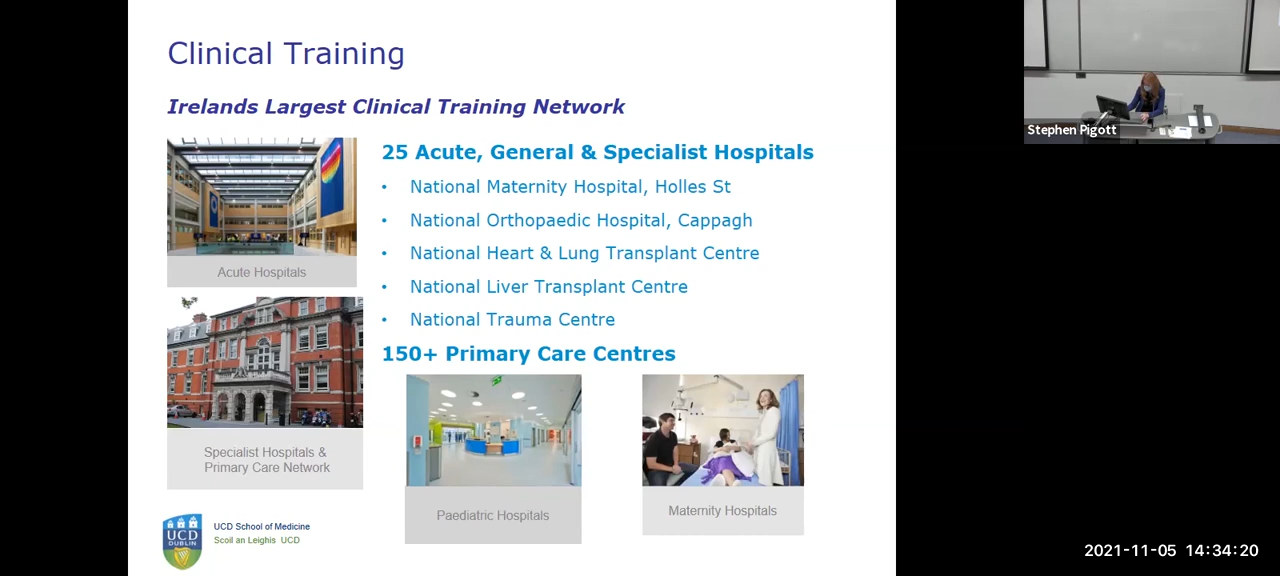 Clinical Training
Irelands Largest Clinical Training Network
Acute Hospitals
Specialist Hospitals &
Primary Care Network
25 Acute, General & Specialist Hospitals
• National Maternity Hospital, Holles St
• National Orthopaedic Hospital, Cappagh
• National Heart & Lung Transplant Centre
• National Liver Transplant Centre
• National Trauma Centre
150+ Primary Care Centres
Paediatric Hospitals
Maternity Hospitals
UCD
DUBLIN
UCD School of Medicine
Scoil an Leighis UCD
Stephen Pigott
2021-11-05 14:34:20